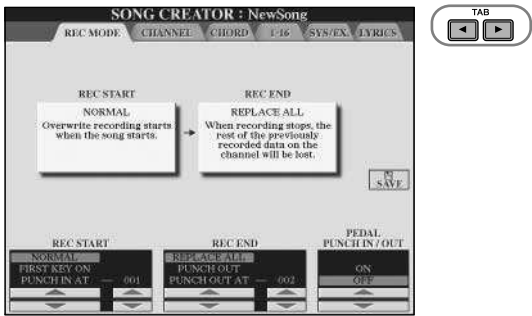 SONG CREATOR : NewSong
TAB
REC MODE CHANNEL CHORD 1-16 SYS/EX. LYRICS
REC START REC END
NORMAL
Overwrite recording starts
when the song starts.
REPLACE ALL
When recording stops, the
rest of the previously
recorded data on the
channel will be lost.
SAVE
REC START REC END PEDAL
PUNCH IN / OUT
NORMAL REPLACE ALL
FIRST KEY ON PUNCH OUT ON
PUNCH IN AT — 001 PUNCH OUT AT — 002 OFF